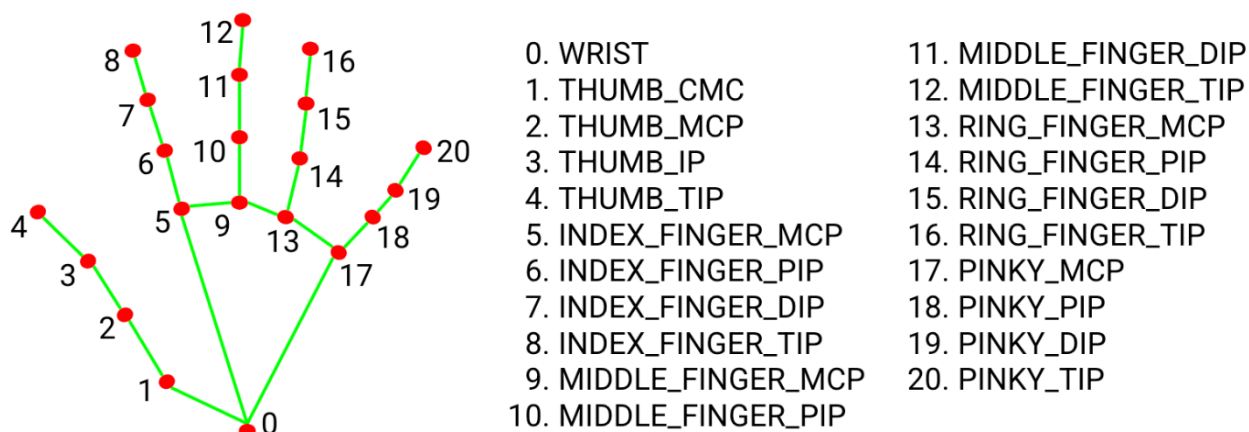 12
8
16
11
7
15
10
6
14
20
19
4
5
9
13
18
3
17
2
1
0
0. WRIST
1. THUMB_CMC
2. THUMB_MCP
3. THUMB_IP
4. THUMB_TIP
5. INDEX_FINGER_MCP
6. INDEX_FINGER_PIP
7. INDEX_FINGER_DIP
8. INDEX_FINGER_TIP
9. MIDDLE_FINGER_MCP
10. MIDDLE_FINGER_PIP
11. MIDDLE_FINGER_DIP
12. MIDDLE_FINGER_TIP
13. RING_FINGER_MCP
14. RING_FINGER_PIP
15. RING_FINGER_DIP
16. RING_FINGER_TIP
17. PINKY_MCP
18. PINKY_PIP
19. PINKY_DIP
20. PINKY_TIP